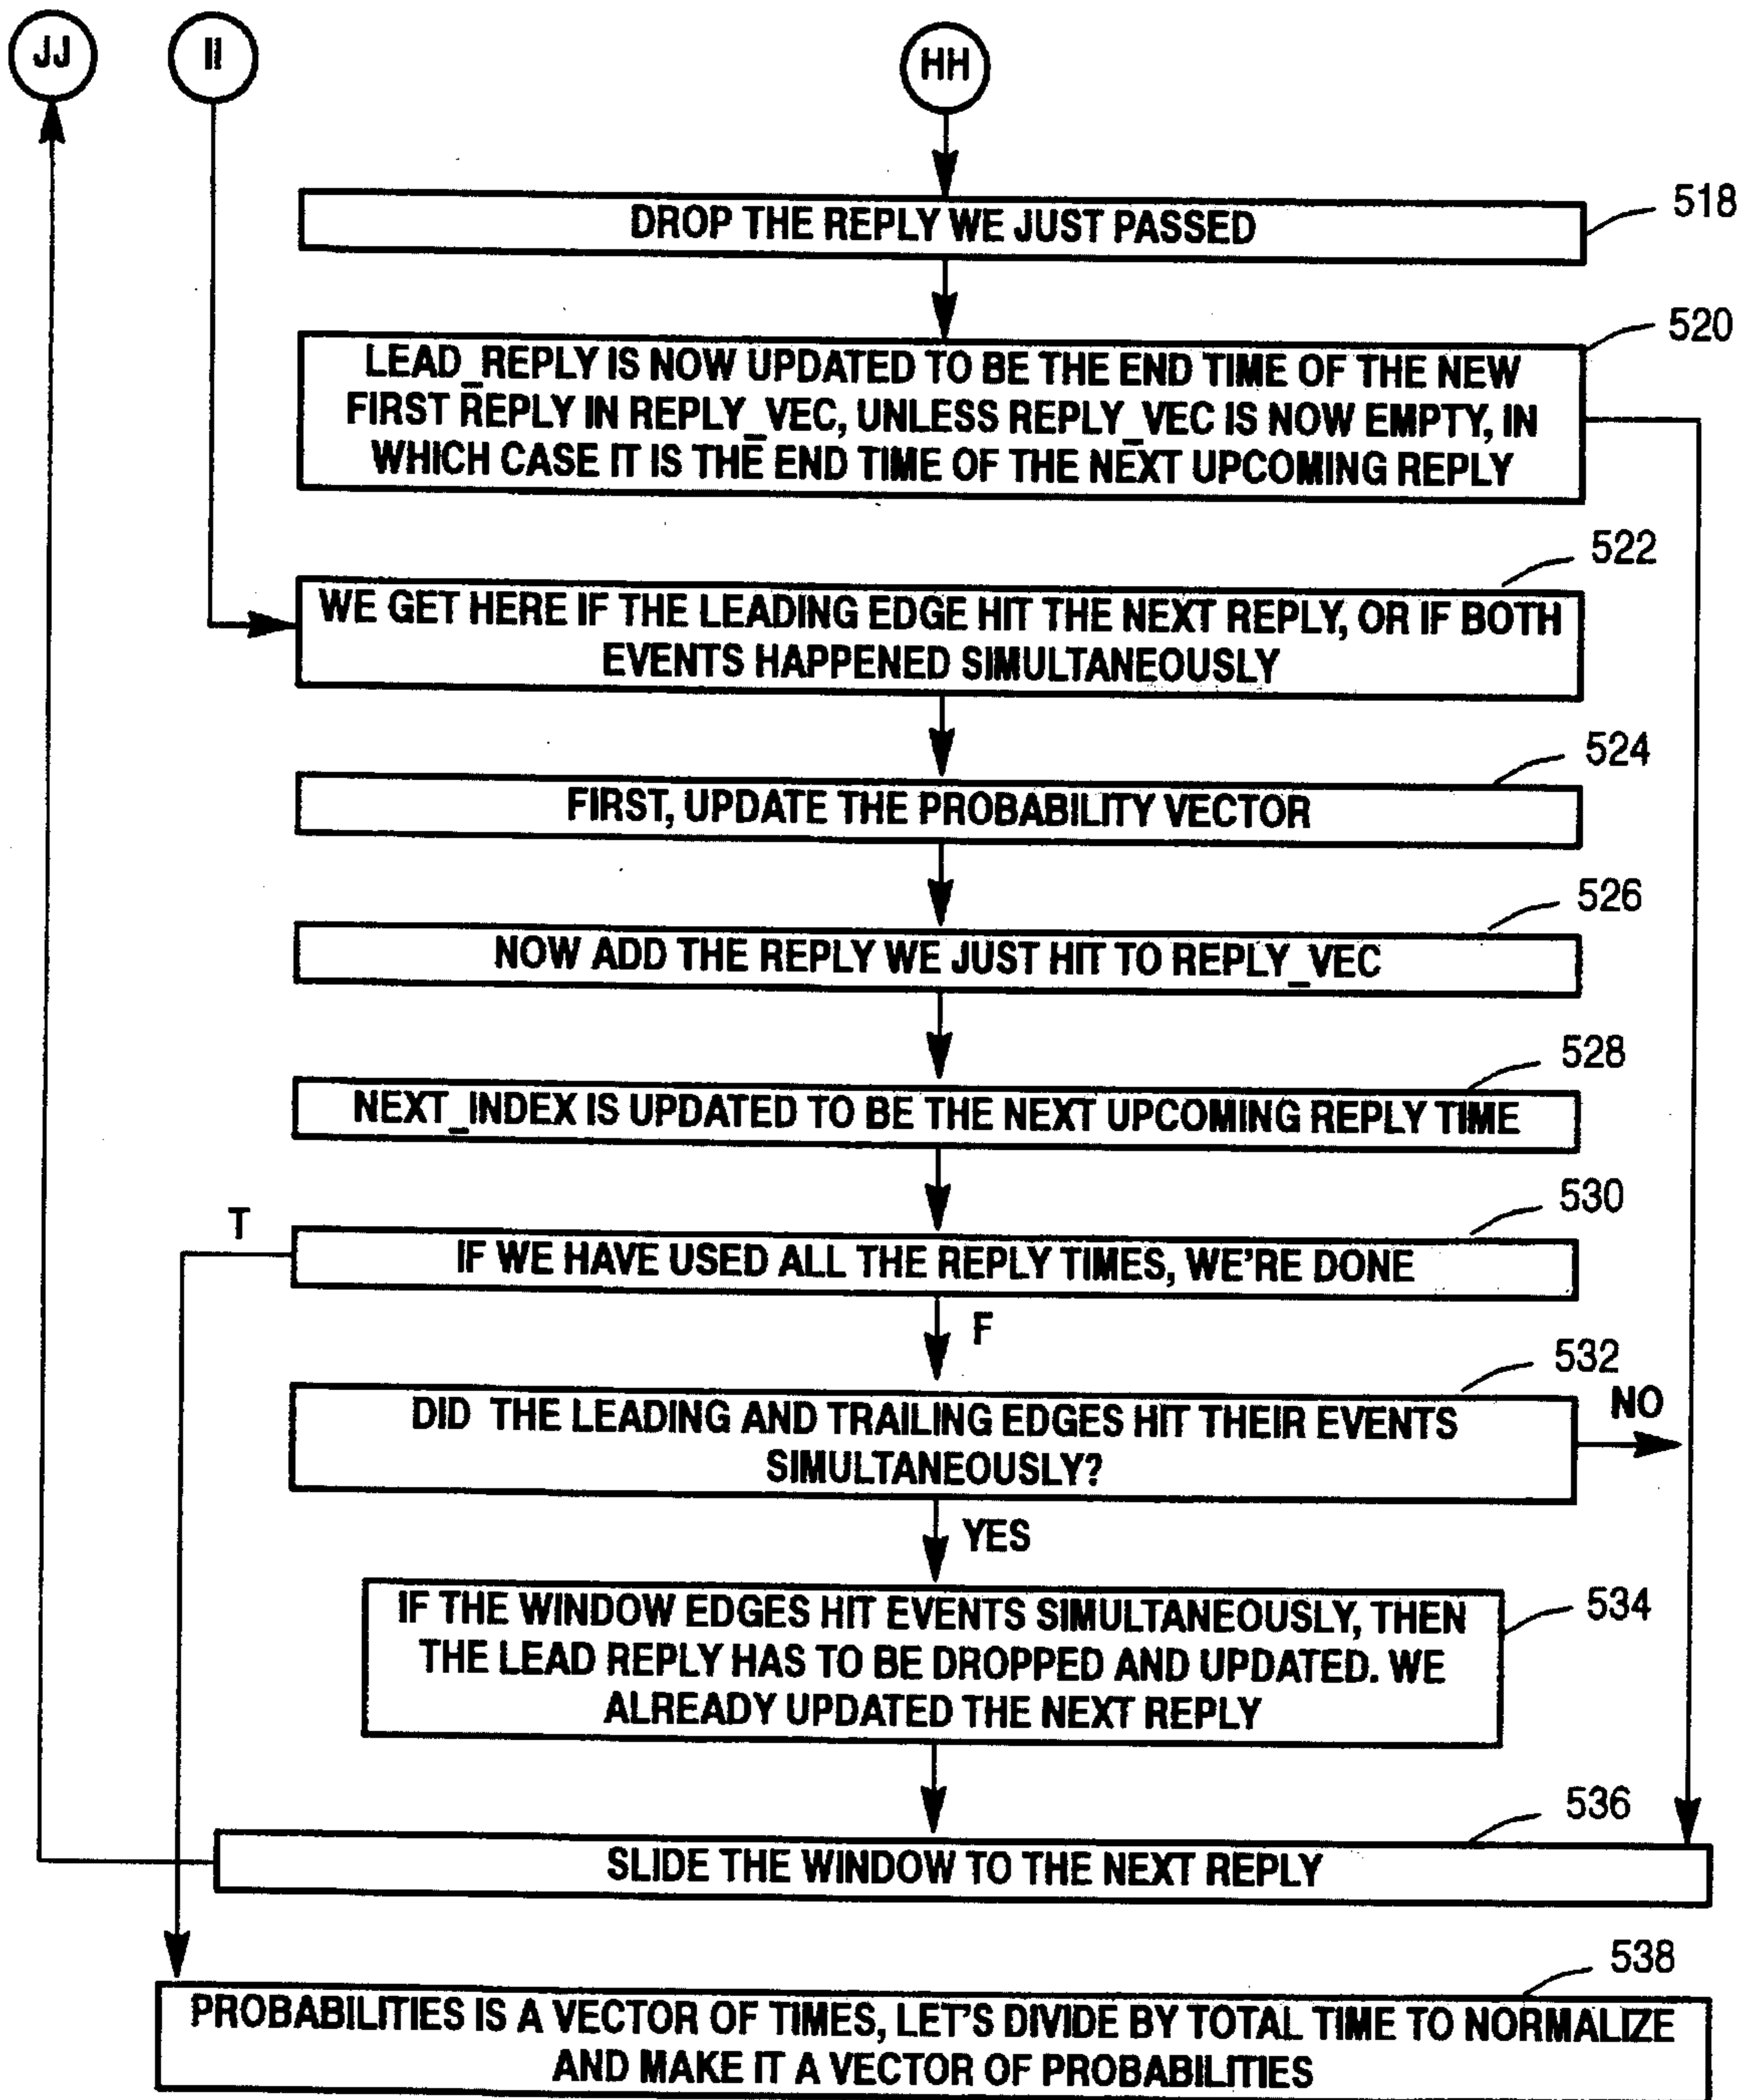 JJ
II
HH
DROP THE REPLY WE JUST PASSED
518
LEAD_REPLY IS NOW UPDATED TO BE THE END TIME OF THE NEW
FIRST REPLY IN REPLY_VEC, UNLESS REPLY_VEC IS NOW EMPTY, IN
WHICH CASE IT IS THE END TIME OF THE NEXT UPCOMING REPLY
520
522
WE GET HERE IF THE LEADING EDGE HIT THE NEXT REPLY, OR IF BOTH
EVENTS HAPPENED SIMULTANEOUSLY
524
FIRST, UPDATE THE PROBABILITY VECTOR
526
NOW ADD THE REPLY WE JUST HIT TO REPLY_VEC
528
NEXT_INDEX IS UPDATED TO BE THE NEXT UPCOMING REPLY TIME
530
T
IF WE HAVE USED ALL THE REPLY TIMES, WE'RE DONE
F
532
DID THE LEADING AND TRAILING EDGES HIT THEIR EVENTS
SIMULTANEOUSLY?
NO
YES
IF THE WINDOW EDGES HIT EVENTS SIMULTANEOUSLY, THEN
THE LEAD REPLY HAS TO BE DROPPED AND UPDATED. WE
ALREADY UPDATED THE NEXT REPLY
534
536
SLIDE THE WINDOW TO THE NEXT REPLY
538
PROBABILITIES IS A VECTOR OF TIMES, LET'S DIVIDE BY TOTAL TIME TO NORMALIZE
AND MAKE IT A VECTOR OF PROBABILITIES